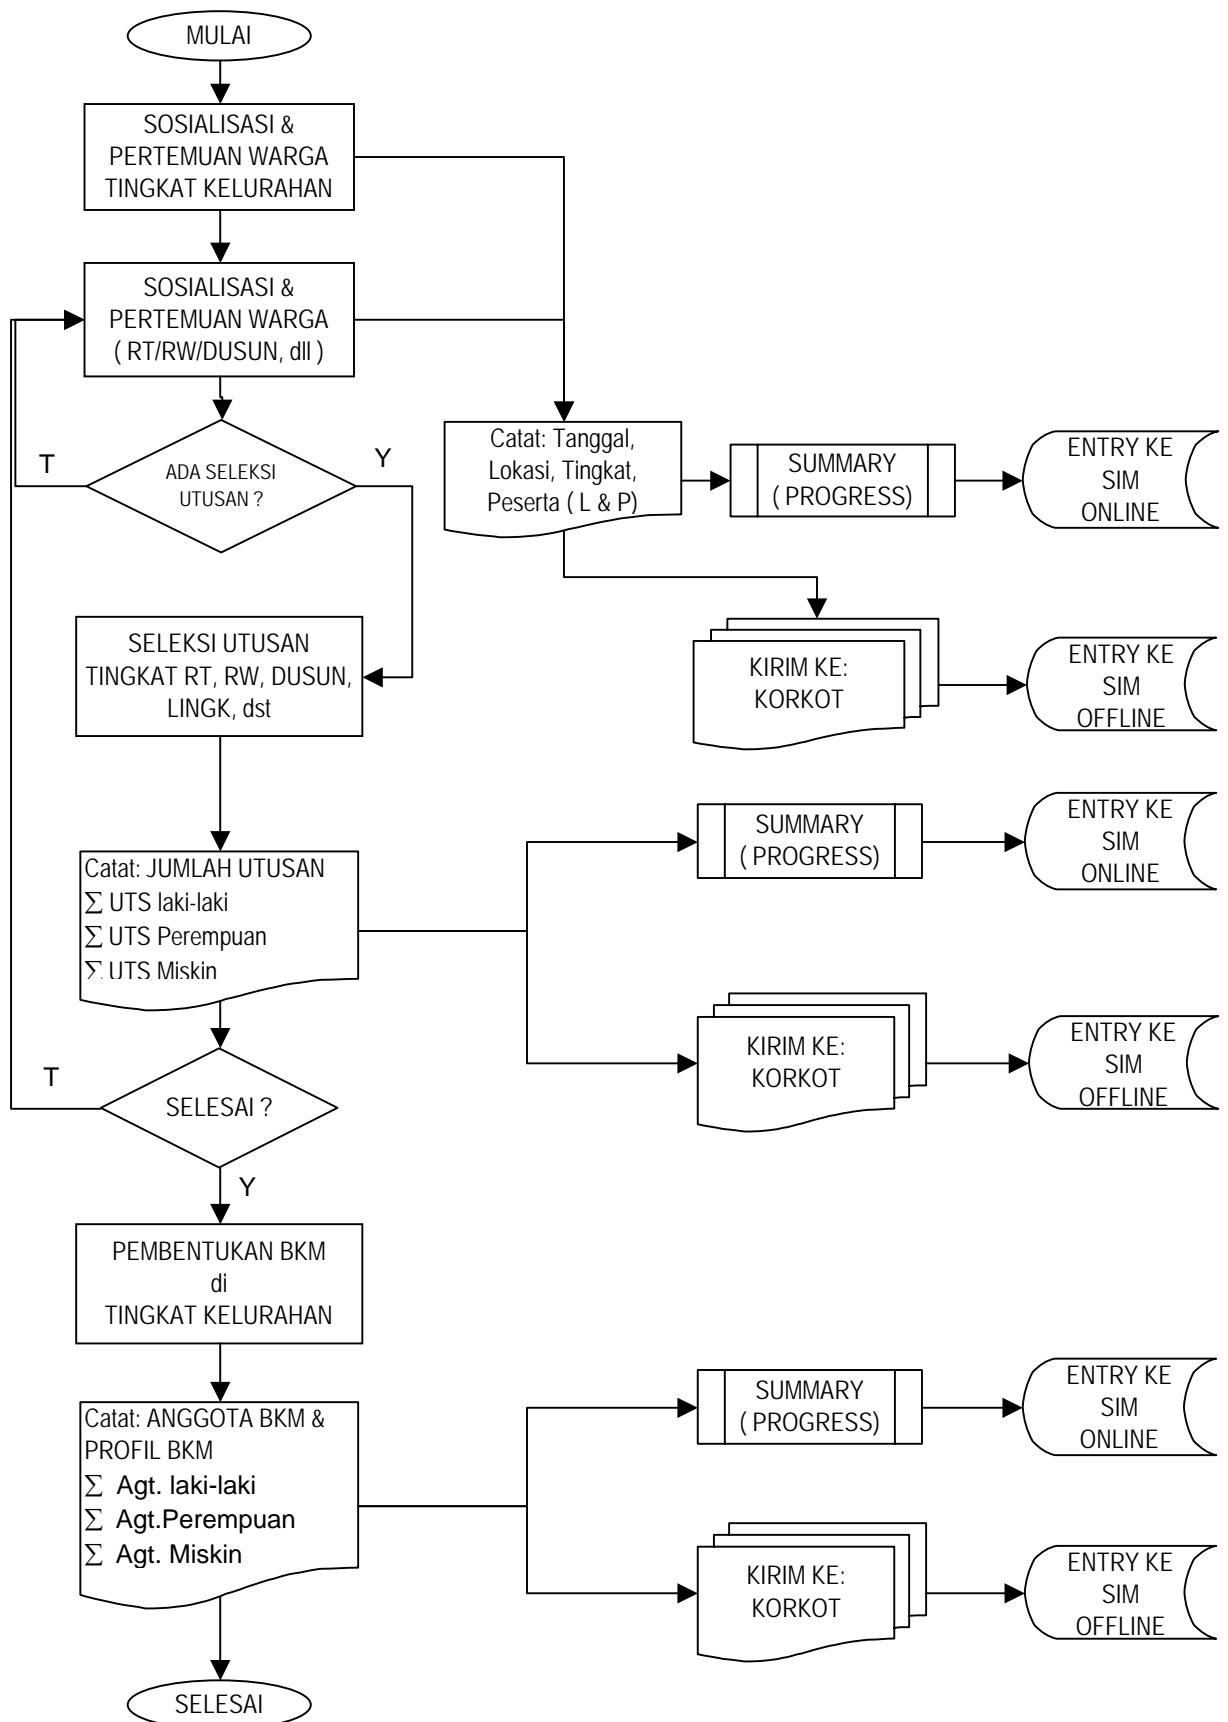 MULAI
SOSIALISASI &
PERTEMUAN WARGA
TINGKAT KELURAHAN
SOSIALISASI &
PERTEMUAN WARGA
( RT/RW/DUSUN, dll )
T
ADA SELEKSI
UTUSAN ?
Y
Catat: Tanggal,
Lokasi, Tingkat,
Peserta ( L & P)
SUMMARY
( PROGRESS)
ENTRY KE
SIM
ONLINE
SELEKSI UTUSAN
TINGKAT RT, RW, DUSUN,
LINGK, dst
KIRIM KE:
KORKOT
ENTRY KE
SIM
OFFLINE
Catat: JUMLAH UTUSAN
∑ UTS laki-laki
∑ UTS Perempuan
∑ UTS Miskin
SUMMARY
( PROGRESS)
ENTRY KE
SIM
ONLINE
KIRIM KE:
KORKOT
ENTRY KE
SIM
OFFLINE
T
SELESAI ?
Y
PEMBENTUKAN BKM
di
TINGKAT KELURAHAN
Catat: ANGGOTA BKM &
PROFIL BKM
∑ Agt. laki-laki
∑ Agt.Perempuan
∑ Agt. Miskin
SUMMARY
( PROGRESS)
ENTRY KE
SIM
ONLINE
KIRIM KE:
KORKOT
ENTRY KE
SIM
OFFLINE
SELESAI